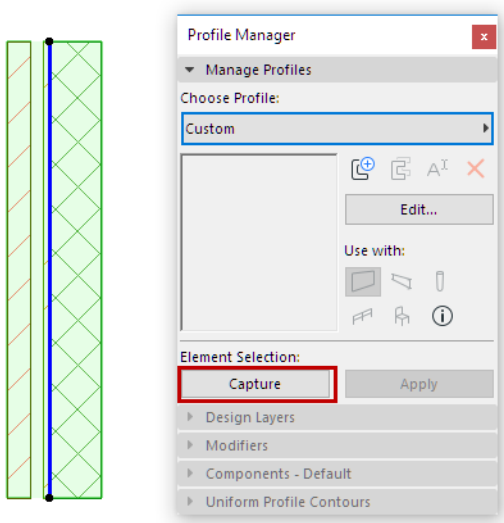 Profile Manager
x
Manage Profiles
Choose Profile:
Custom
Edit...
Use with:
Element Selection:
Capture
Apply
Design Layers
Modifiers
Components - Default
Uniform Profile Contours